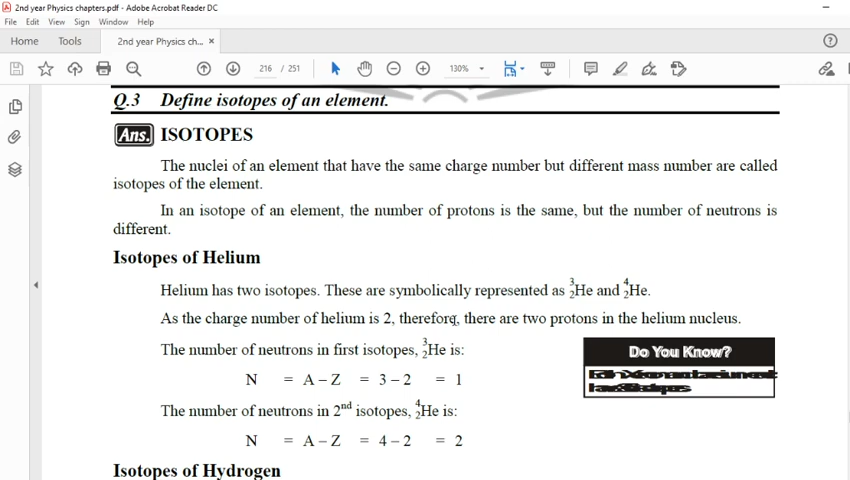 2nd year Physics chapters.pdf - Adobe Acrobat Reader DC
File Edit View Sign Window Help
Home Tools 2nd year Physics ch... ×
216 / 251 130%
Q.3 Define isotopes of an element.
Ans. ISOTOPES
The nuclei of an element that have the same charge number but different mass number are called
isotopes of the element.
In an isotope of an element, the number of protons is the same, but the number of neutrons is
different.
Isotopes of Helium
Helium has two isotopes. These are symbolically represented as ³₂He and ⁴₂He.
As the charge number of helium is 2, therefore, there are two protons in the helium nucleus.
The number of neutrons in first isotopes, ³₂He is:
Do You Know?
N = A – Z = 3 – 2 = 1
The number of neutrons in 2nd isotopes, ⁴₂He is:
N = A – Z = 4 – 2 = 2
Isotopes of Hydrogen